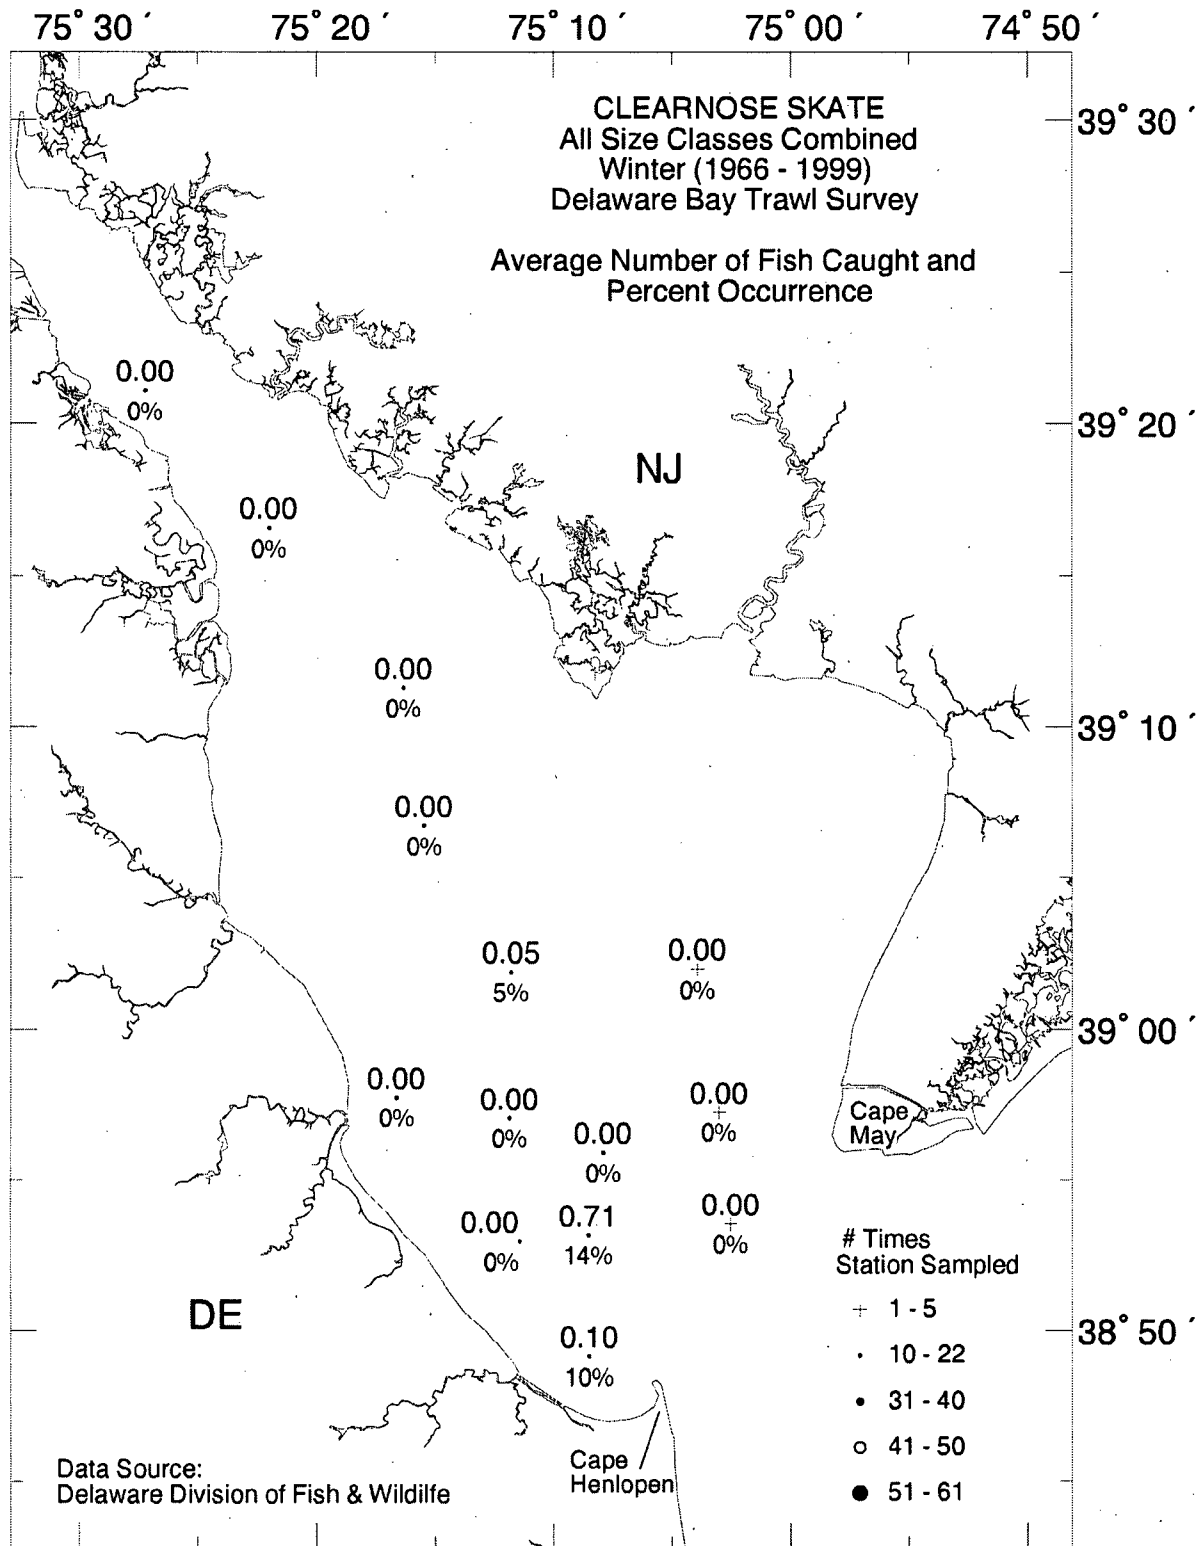 75° 30 ´ 75° 20 ´ 75° 10 ´ 75° 00 ´ 74° 50 ´
CLEARNOSE SKATE
All Size Classes Combined
Winter (1966 - 1999)
Delaware Bay Trawl Survey
Average Number of Fish Caught and
Percent Occurrence
39° 30 ´
0.00
0%
39° 20 ´
NJ
0.00
0%
0.00
0%
39° 10 ´
0.00
0%
0.05
5%
0.00
0%
39° 00 ´
0.00
0%
0.00
0%
0.00
0%
Cape
May
0.00
0%
0.00
0%
0.71
14%
0.00
0%
DE
0.10
10%
38° 50 ´
# Times
Station Sampled
1 - 5
10 - 22
31 - 40
41 - 50
51 - 61
Cape
Henlopen
Data Source:
Delaware Division of Fish & Wildilfe